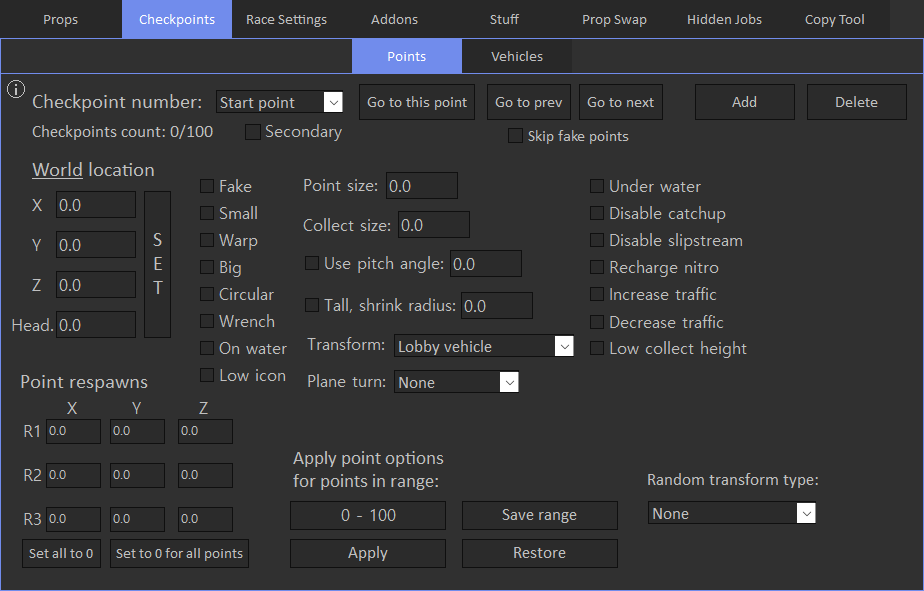 Props Checkpoints Race Settings Addons Stuff Prop Swap Hidden Jobs Copy Tool
Points Vehicles
Checkpoint number: Start point Go to this point Go to prev Go to next Add Delete
Checkpoints count: 0/100 Secondary Skip fake points
World location
X 0.0
Y 0.0
Z 0.0
Head. 0.0
S
E
T
Fake
Small
Warp
Big
Circular
Wrench
On water
Low icon
Point size: 0.0
Collect size: 0.0
Use pitch angle: 0.0
Tall, shrink radius: 0.0
Transform: Lobby vehicle
Plane turn: None
Under water
Disable catchup
Disable slipstream
Recharge nitro
Increase traffic
Decrease traffic
Low collect height
Point respawns
X Y Z
R1 0.0 0.0 0.0
R2 0.0 0.0 0.0
R3 0.0 0.0 0.0
Set all to 0 Set to 0 for all points
Apply point options
for points in range:
0 - 100 Save range
Apply Restore
Random transform type:
None